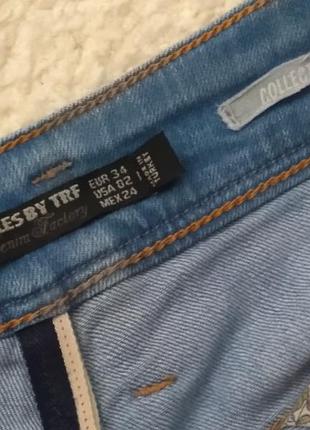 COLLEC
LES BY TRF
Denim Factory
EUR 34
USA 02
MEX 24